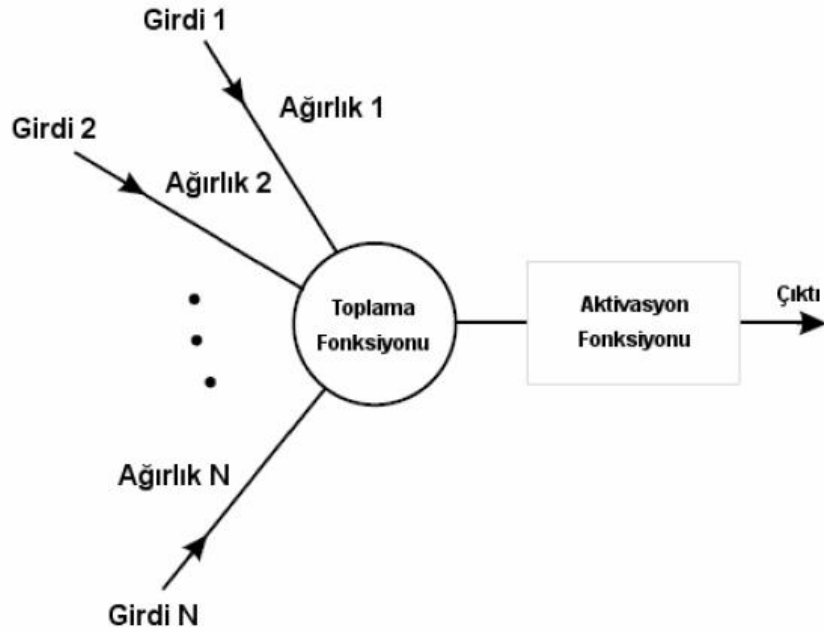 Girdi 1
Ağırlık 1
Girdi 2
Ağırlık 2
Toplama
Fonksiyonu
Aktivasyon
Fonksiyonu
Çıktı
Ağırlık N
Girdi N